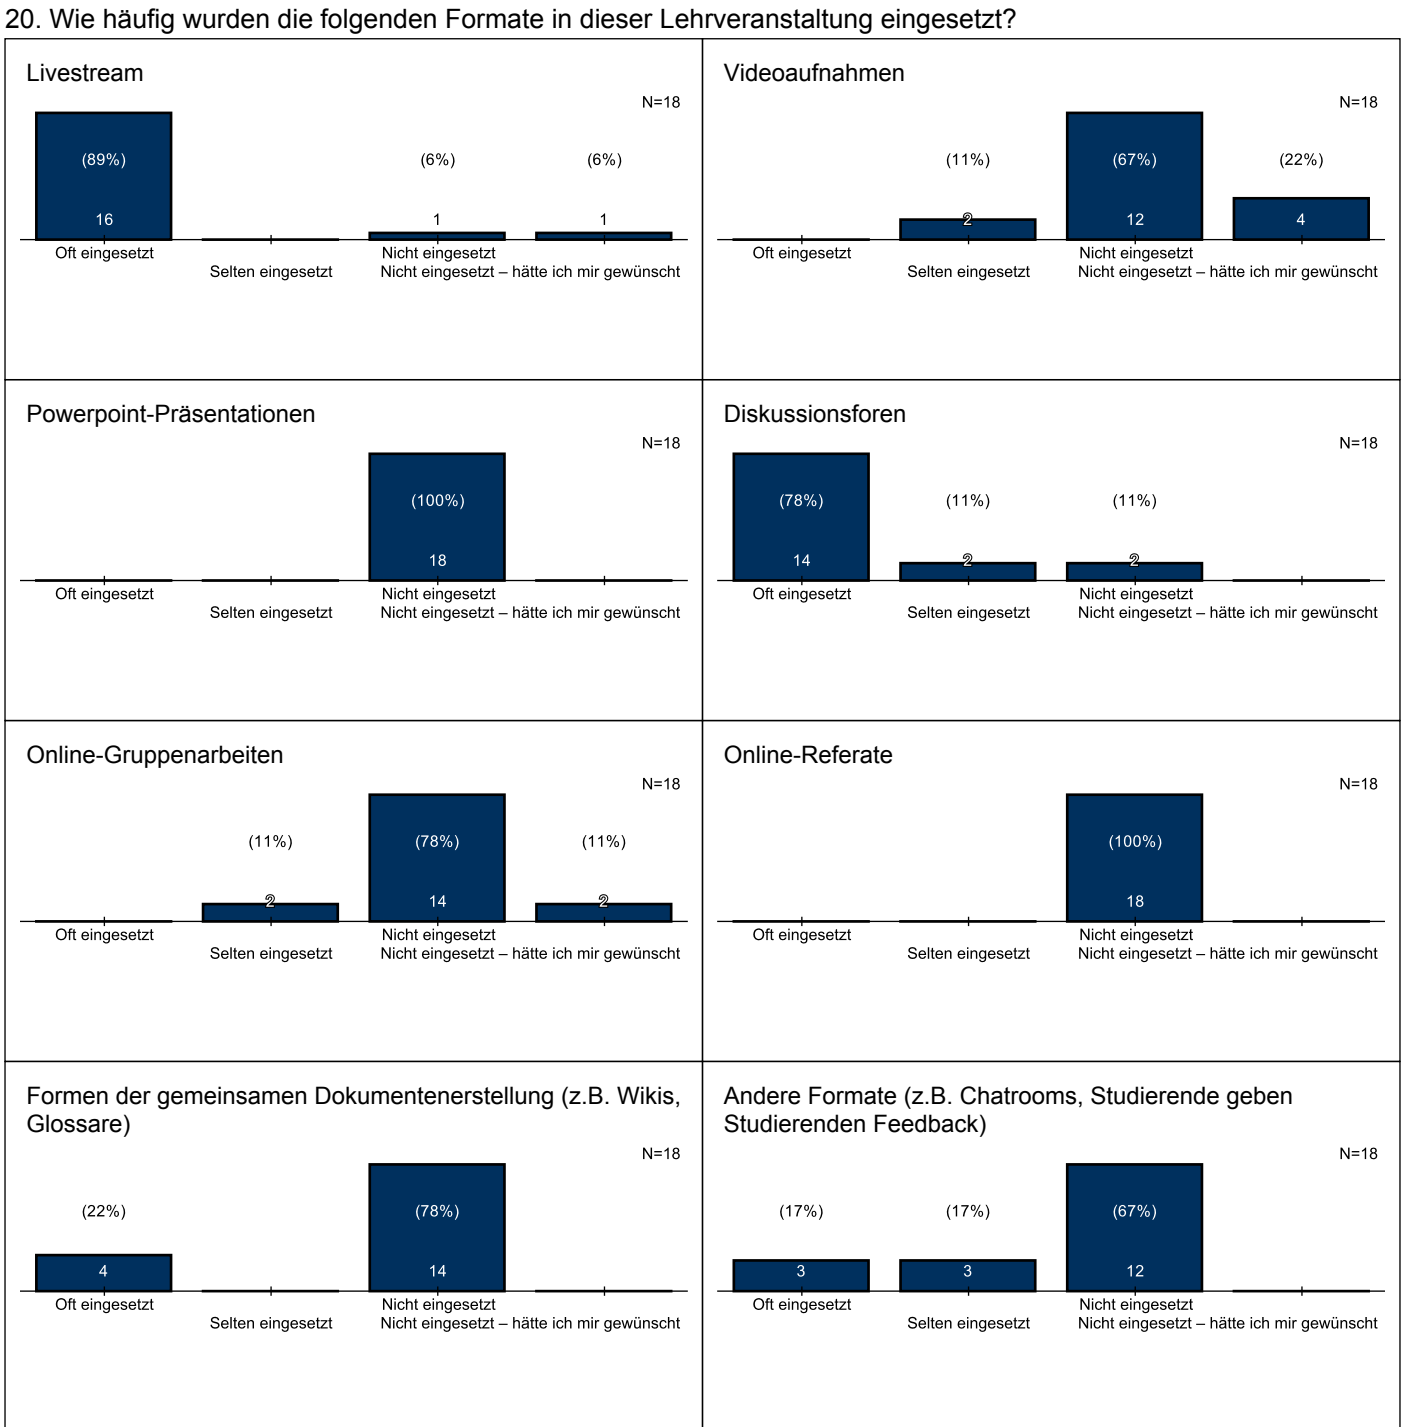 20. Wie häufig wurden die folgenden Formate in dieser Lehrveranstaltung eingesetzt?
Livestream
N=18
(89%) (6%) (6%)
16 1 1
Oft eingesetzt Nicht eingesetzt
Selten eingesetzt Nicht eingesetzt – hätte ich mir gewünscht
Videoaufnahmen
N=18
(11%) (67%) (22%)
2 12 4
Oft eingesetzt Nicht eingesetzt
Selten eingesetzt Nicht eingesetzt – hätte ich mir gewünscht
Powerpoint-Präsentationen
N=18
(100%)
18
Oft eingesetzt Nicht eingesetzt
Selten eingesetzt Nicht eingesetzt – hätte ich mir gewünscht
Diskussionsforen
N=18
(78%) (11%) (11%)
14 2 2
Oft eingesetzt Nicht eingesetzt
Selten eingesetzt Nicht eingesetzt – hätte ich mir gewünscht
Online-Gruppenarbeiten
N=18
(11%) (78%) (11%)
2 14 2
Oft eingesetzt Nicht eingesetzt
Selten eingesetzt Nicht eingesetzt – hätte ich mir gewünscht
Online-Referate
N=18
(100%)
18
Oft eingesetzt Nicht eingesetzt
Selten eingesetzt Nicht eingesetzt – hätte ich mir gewünscht
Formen der gemeinsamen Dokumentenerstellung (z.B. Wikis,
Glossare)
N=18
(22%) (78%)
4 14
Oft eingesetzt Nicht eingesetzt
Selten eingesetzt Nicht eingesetzt – hätte ich mir gewünscht
Andere Formate (z.B. Chatrooms, Studierende geben
Studierenden Feedback)
N=18
(17%) (17%) (67%)
3 3 12
Oft eingesetzt Nicht eingesetzt
Selten eingesetzt Nicht eingesetzt – hätte ich mir gewünscht